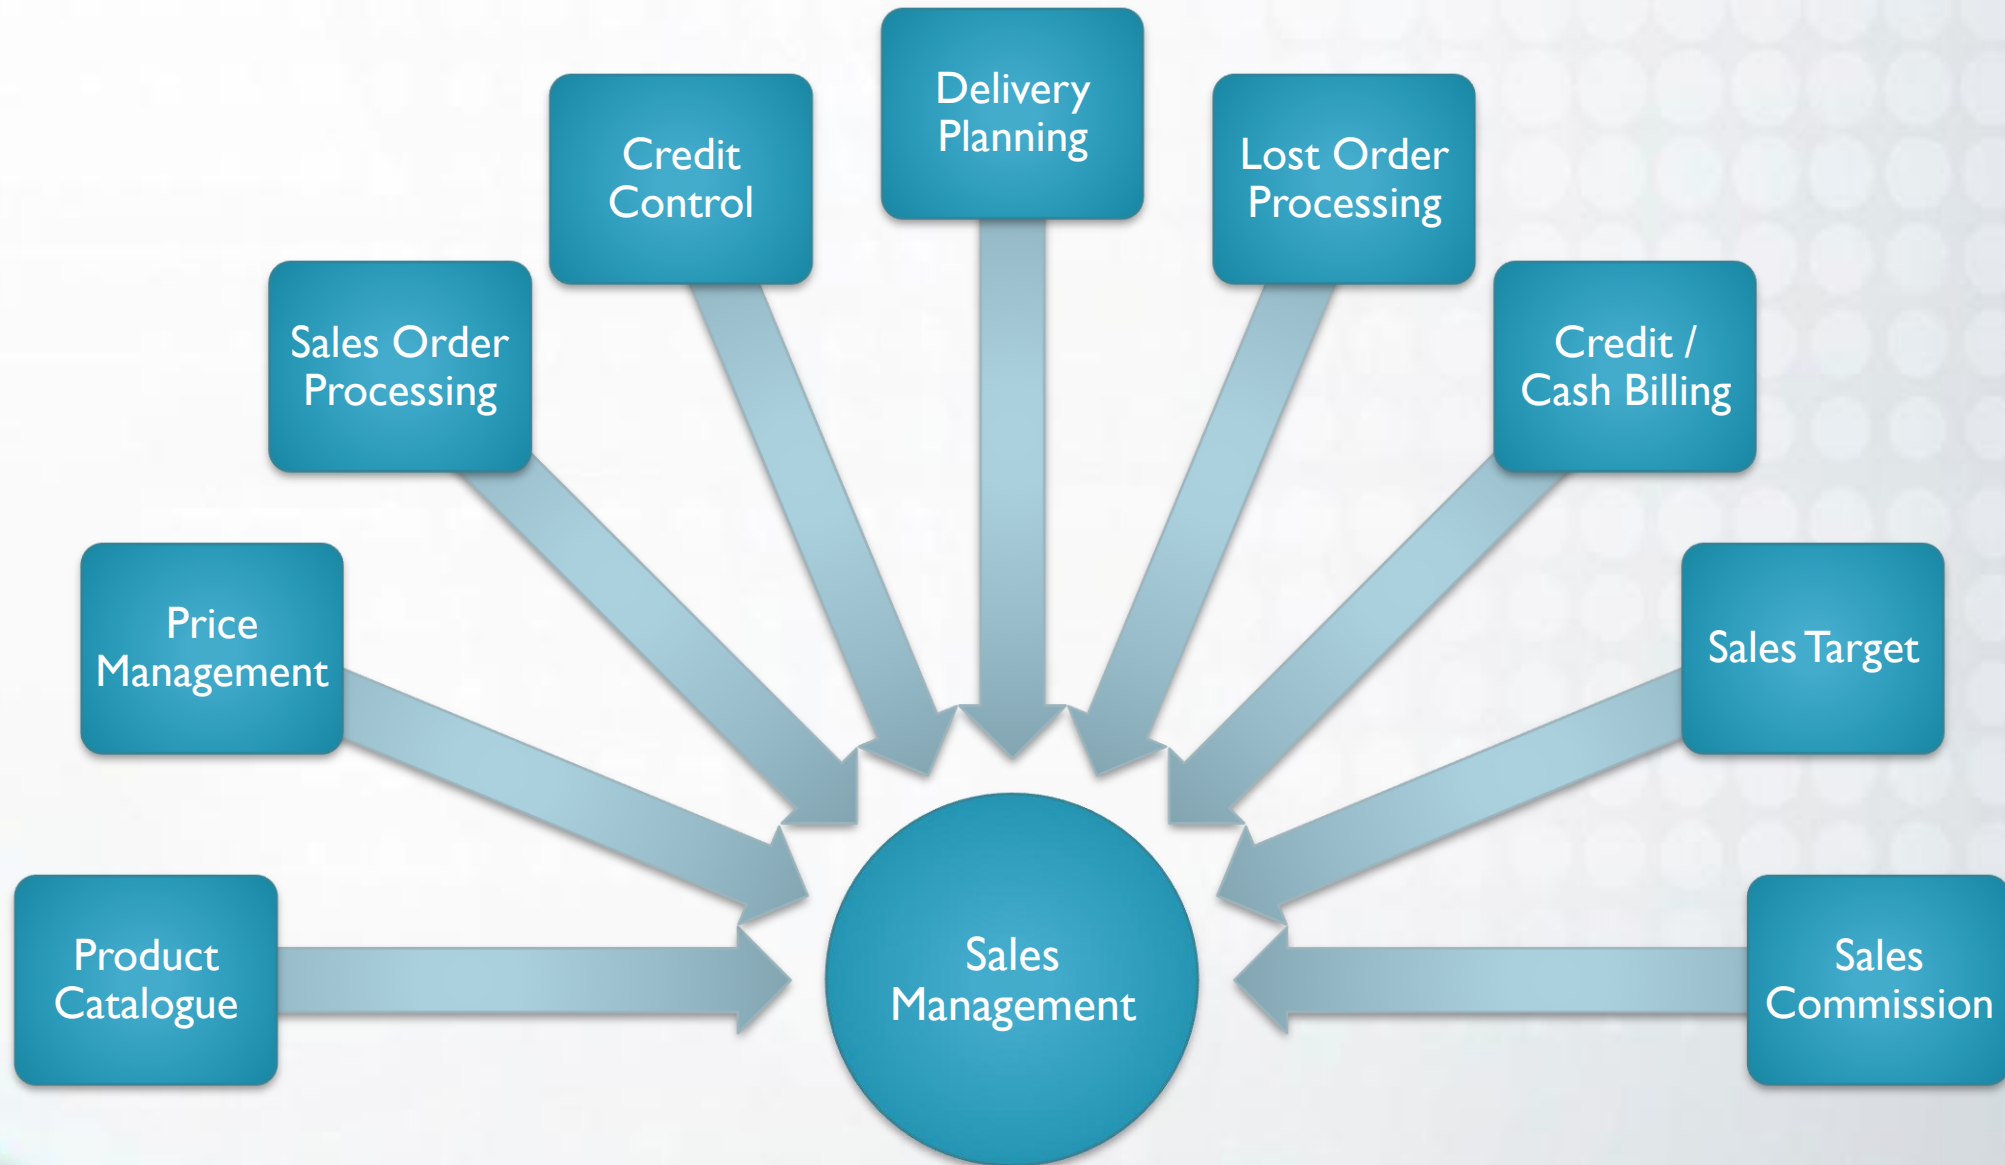 Delivery
Planning
Credit
Control
Lost Order
Processing
Sales Order
Processing
Credit /
Cash Billing
Price
Management
Sales Target
Product
Catalogue
Sales
Management
Sales
Commission